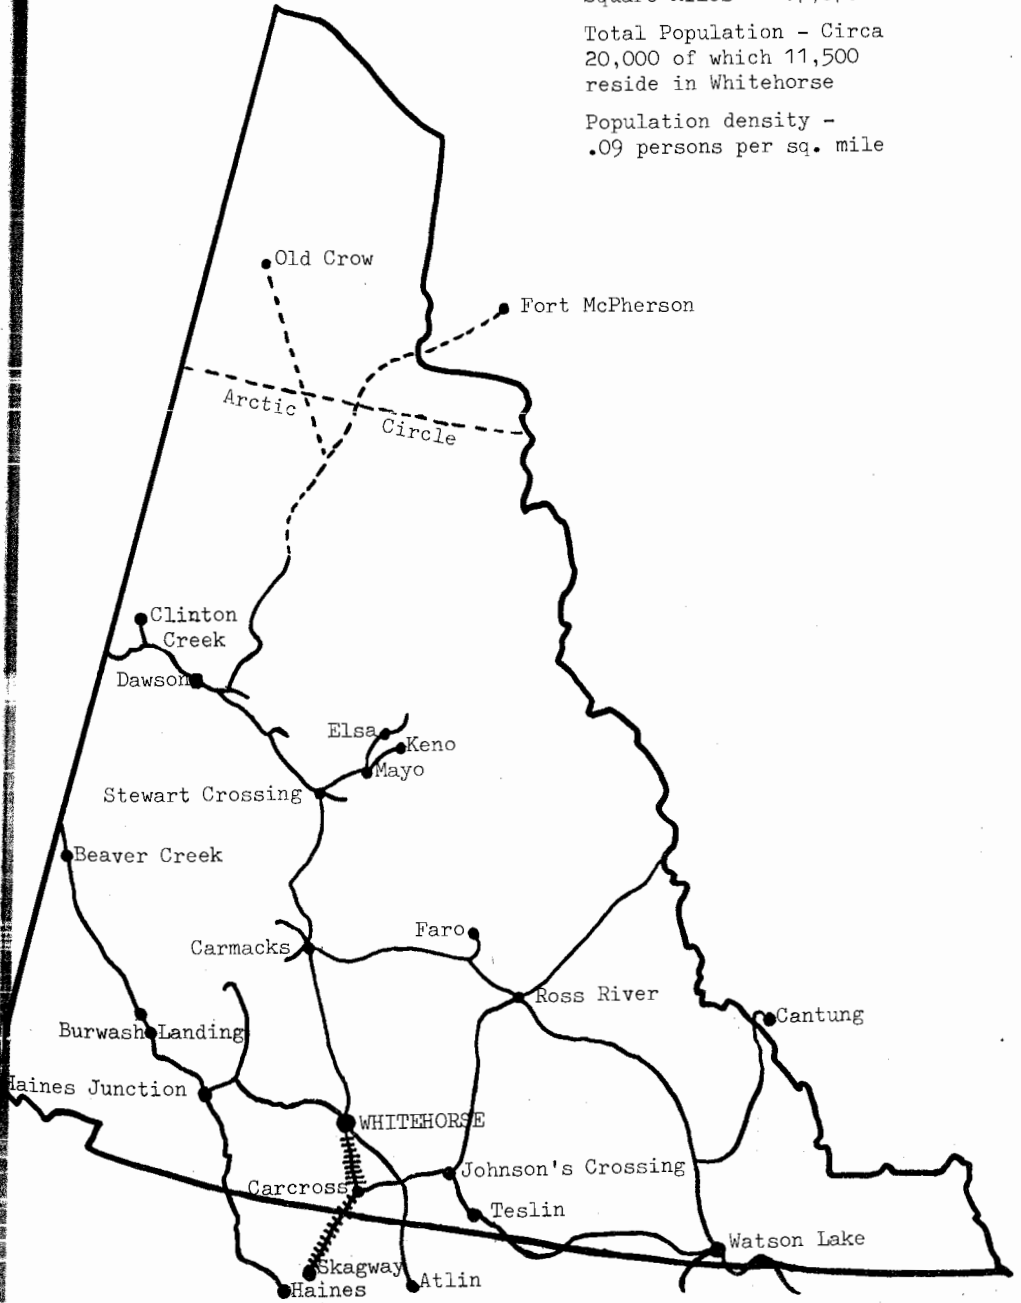 Total Population - Circa
20,000 of which 11,500
reside in Whitehorse
Population density -
.09 persons per sq. mile
Old Crow
Fort McPherson
Arctic
Circle
Clinton
Creek
Dawson
Elsa
Keno
Mayo
Stewart Crossing
Beaver Creek
Faro
Carmacks
Ross River
Cantung
Burwash Landing
Haines Junction
WHITEHORSE
Johnson's Crossing
Carcross
Teslin
Watson Lake
Skagway
Atlin
Haines